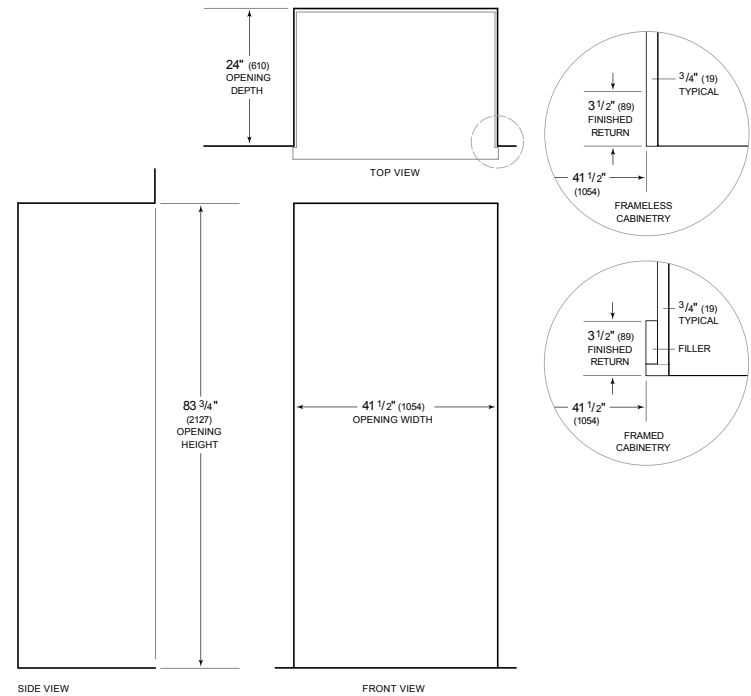 24" (610)
OPENING
DEPTH
TOP VIEW
3/4" (19)
TYPICAL
3 1/2" (89)
FINISHED
RETURN
41 1/2"
(1054)
FRAMELESS
CABINETRY
3/4" (19)
TYPICAL
3 1/2" (89)
FINISHED
RETURN
FILLER
41 1/2"
(1054)
FRAMED
CABINETRY
83 3/4"
(2127)
OPENING
HEIGHT
41 1/2" (1054)
OPENING WIDTH
SIDE VIEW
FRONT VIEW